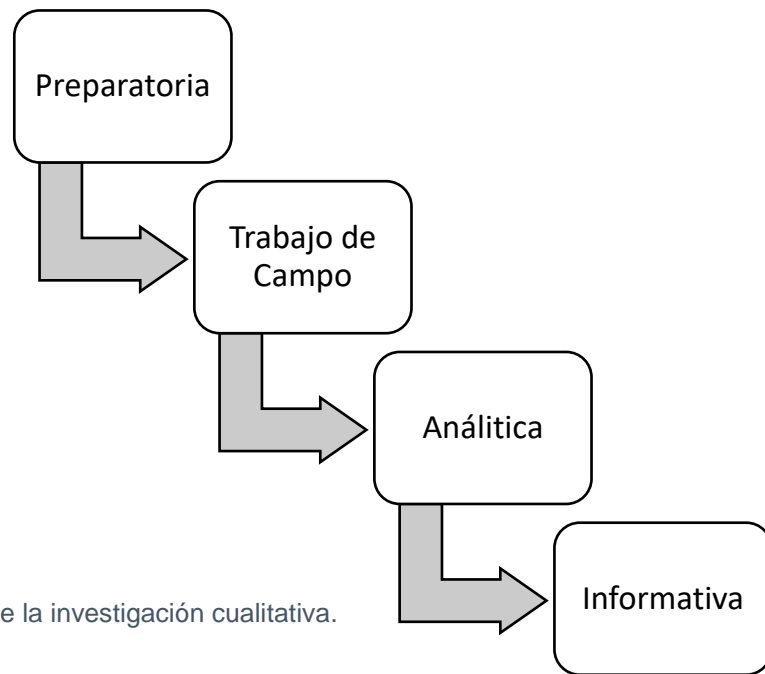 Preparatoria
Trabajo de
Campo
Análitica
Informativa
e la investigación cualitativa.